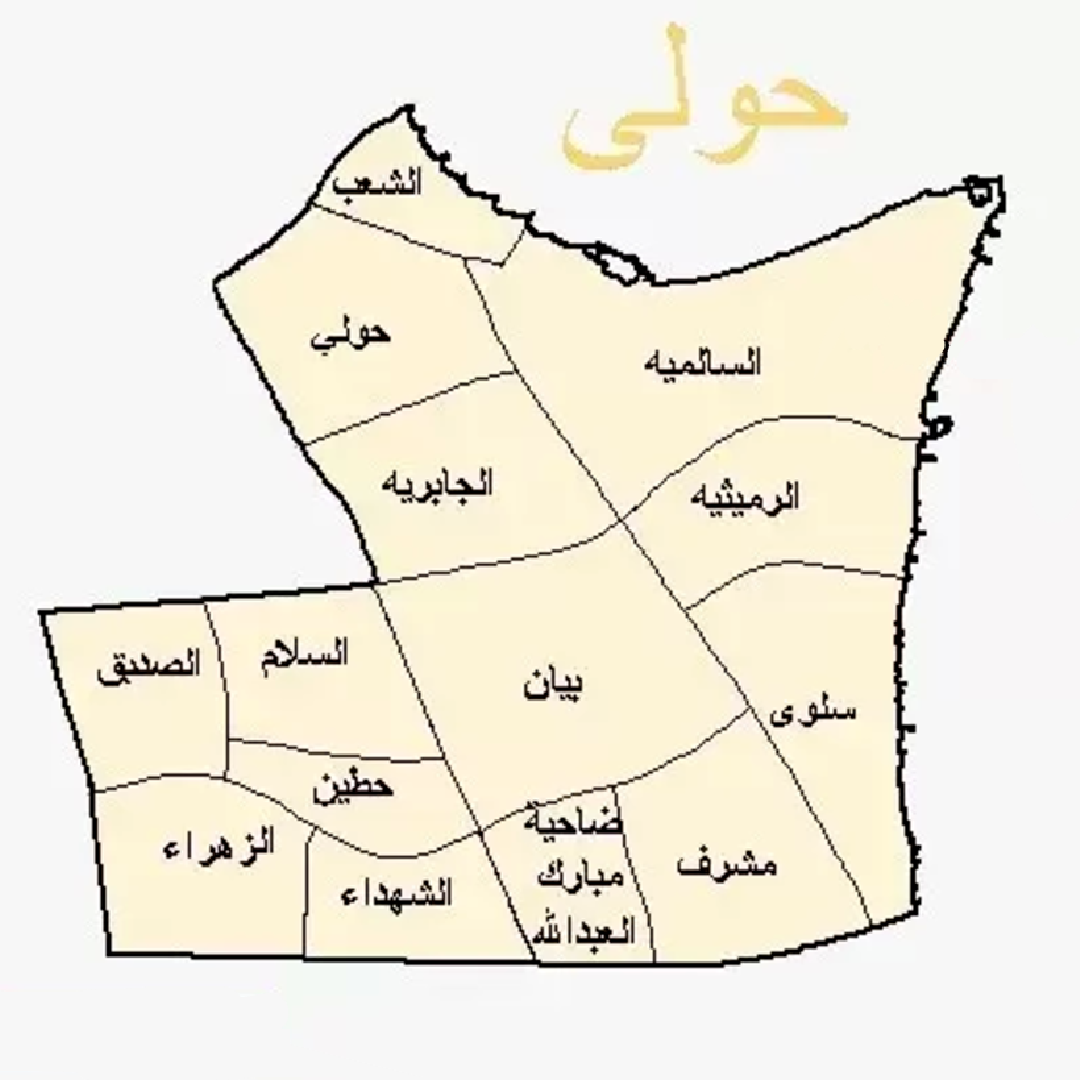 حولى
الشعب
حولي
السالميه
الجابريه
الرميثيه
السلام
الصديق
بيان
سلوى
حطين
ضاحية
مبارك
العبدالله
الزهراء
مشرف
الشهداء